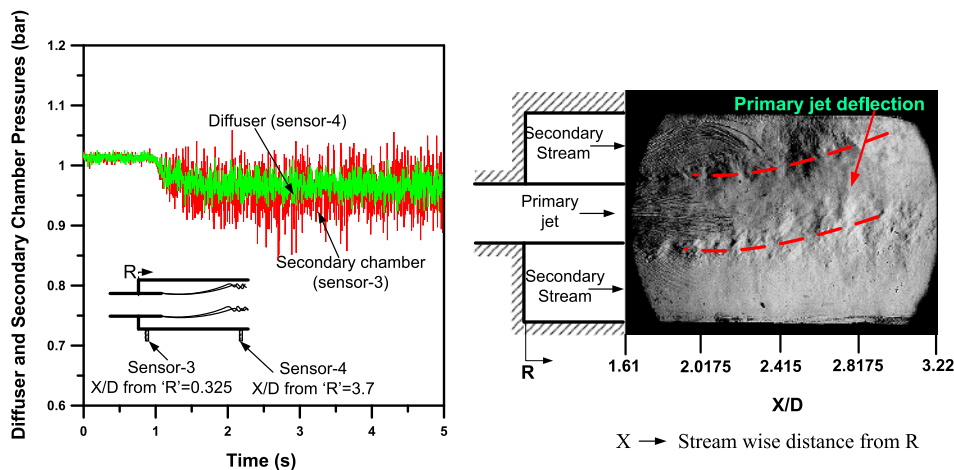 Diffuser and Secondary Chamber Pressures (bar)
1.2
1.1
1
0.9
0.8
0.7
0.6
0
1
2
3
4
5
Time (s)
Diffuser (sensor-4)
Secondary chamber
(sensor-3)
R
Sensor-3
X/D from ‘R’=0.325
Sensor-4
X/D from ‘R’=3.7
Primary jet deflection
Secondary
Stream
Primary
jet
Secondary
Stream
R
1.61
2.0175
2.415
2.8175
3.22
X/D
X → Stream wise distance from R